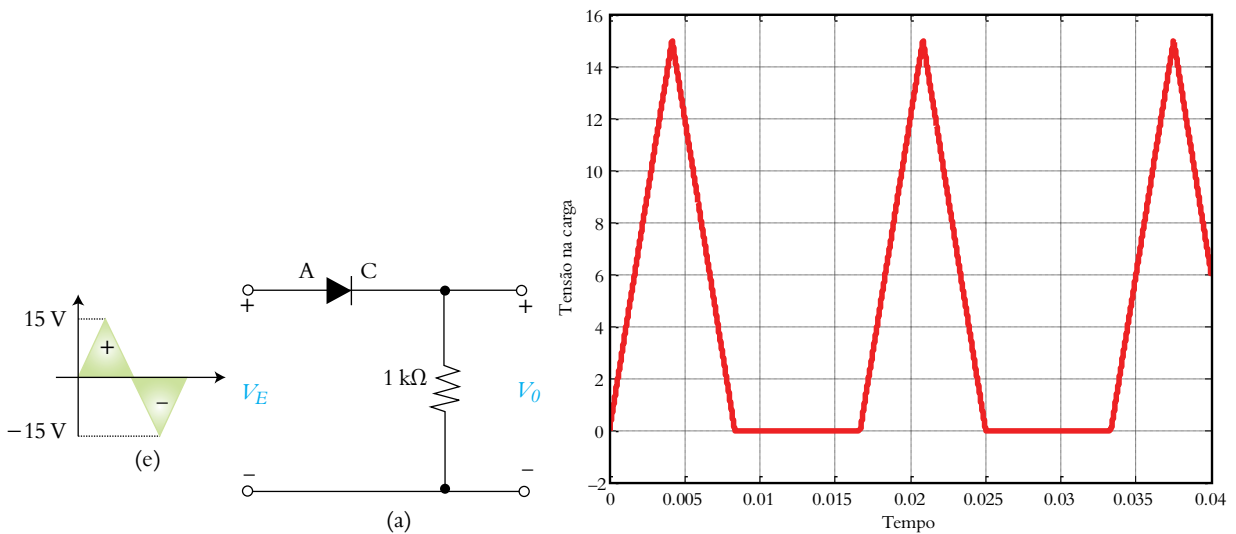 15 V
+
−
−15 V
(e)
A
C
+
+
1 kΩ
V_E
V_0
−
−
(a)
Tensão na carga
16
14
12
10
8
6
4
2
0
−2
0
0.005
0.01
0.015
0.02
0.025
0.03
0.035
0.04
Tempo